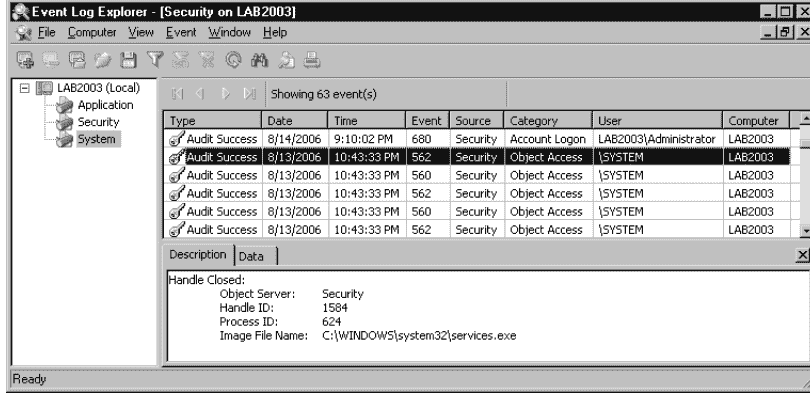 Event Log Explorer - [Security on LAB2003]
File Computer View Event Window Help
LAB2003 (Local)
Application
Security
System
Showing 63 event(s)
Type Date Time Event Source Category User Computer
Audit Success 8/14/2006 9:10:02 PM 680 Security Account Logon LAB2003\Administrator LAB2003
Audit Success 8/13/2006 10:43:33 PM 562 Security Object Access \SYSTEM LAB2003
Audit Success 8/13/2006 10:43:33 PM 560 Security Object Access \SYSTEM LAB2003
Audit Success 8/13/2006 10:43:33 PM 562 Security Object Access \SYSTEM LAB2003
Audit Success 8/13/2006 10:43:33 PM 560 Security Object Access \SYSTEM LAB2003
Audit Success 8/13/2006 10:43:33 PM 562 Security Object Access \SYSTEM LAB2003
Description Data
Handle Closed:
Object Server: Security
Handle ID: 1584
Process ID: 624
Image File Name: C:\WINDOWS\system32\services.exe
Ready